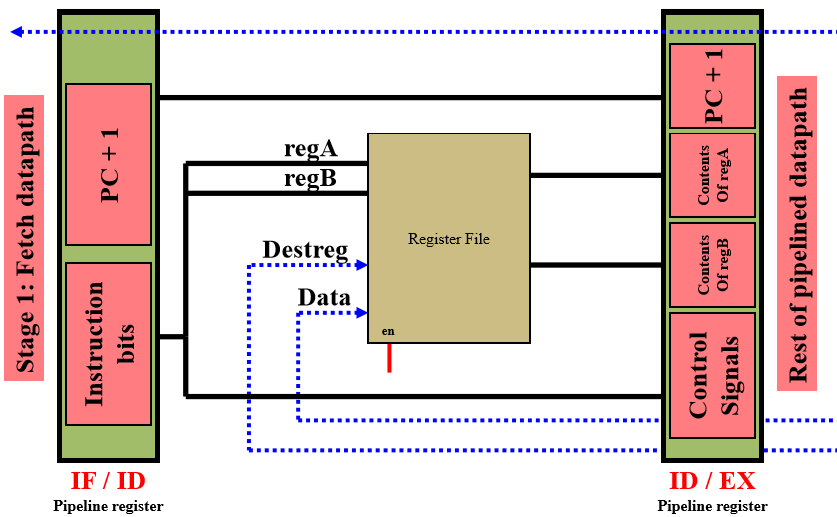 Stage 1: Fetch datapath
PC + 1
Instruction
bits
IF / ID
Pipeline register
regA
regB
Destreg
Data
Register File
en
PC + 1
Contents
Of regA
Contents
Of regB
Control
Signals
ID / EX
Pipeline register
Rest of pipelined datapath